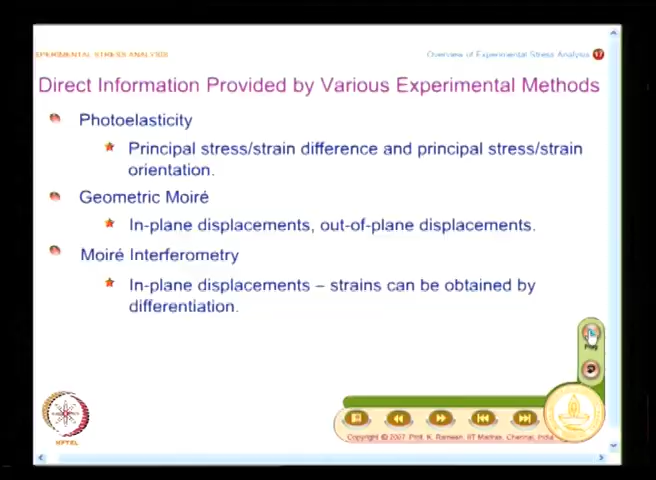 EXPERIMENTAL STRESS ANALYSIS
Overview of Experimental Stress Analysis 17
Direct Information Provided by Various Experimental Methods
Photoelasticity
Principal stress/strain difference and principal stress/strain
orientation.
Geometric Moiré
In-plane displacements, out-of-plane displacements.
Moiré Interferometry
In-plane displacements – strains can be obtained by
differentiation.
Play
NPTEL
Copyright © 2007, Prof. K. Ramesh, IIT Madras, Chennai, India